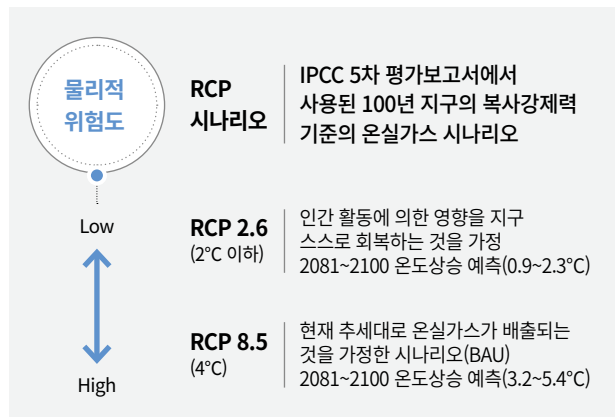 물리적
위험도
RCP
시나리오
IPCC 5차 평가보고서에서
사용된 100년 지구의 복사강제력
기준의 온실가스 시나리오
Low
RCP 2.6
(2°C 이하)
인간 활동에 의한 영향을 지구
스스로 회복하는 것을 가정
2081~2100 온도상승 예측(0.9~2.3°C)
RCP 8.5
(4°C)
현재 추세대로 온실가스가 배출되는
것을 가정한 시나리오(BAU)
2081~2100 온도상승 예측(3.2~5.4°C)
High